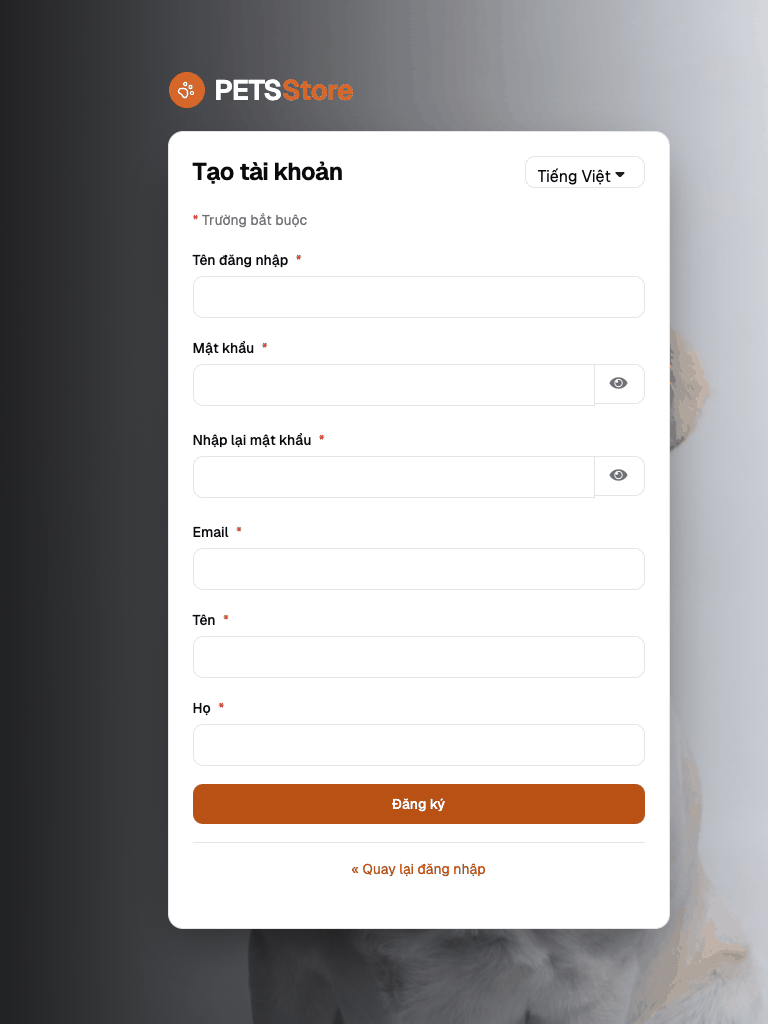 PETSStore
Tạo tài khoản
Tiếng Việt
* Trường bắt buộc
Tên đăng nhập *
Mật khẩu *
Nhập lại mật khẩu *
Email *
Tên *
Họ *
Đăng ký
« Quay lại đăng nhập